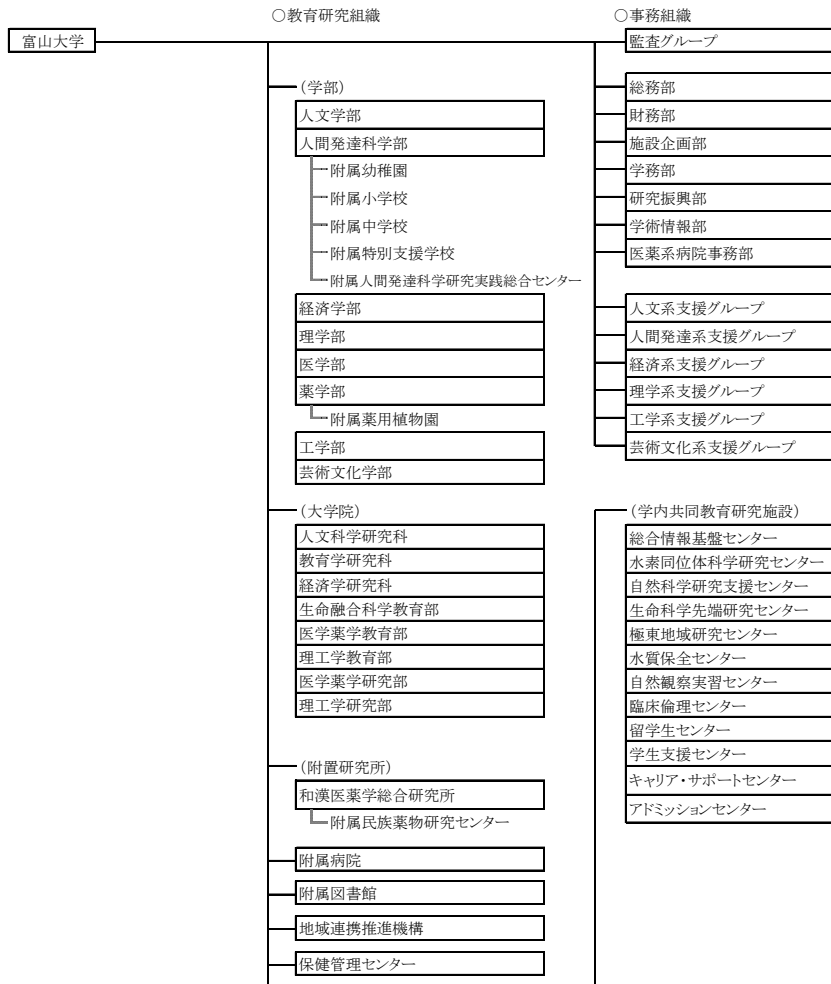 ○教育研究組織
○事務組織
富山大学
監査グループ
(学部)
人文学部
人間発達科学部
附属幼稚園
附属小学校
附属中学校
附属特別支援学校
附属人間発達科学研究実践総合センター
経済学部
理学部
医学部
薬学部
附属薬用植物園
工学部
芸術文化学部
(大学院)
人文科学研究科
教育学研究科
経済学研究科
生命融合科学教育部
医学薬学教育部
理工学教育部
医学薬学研究部
理工学研究部
(附置研究所)
和漢医薬学総合研究所
附属民族薬物研究センター
附属病院
附属図書館
地域連携推進機構
保健管理センター
総務部
財務部
施設企画部
学務部
研究振興部
学術情報部
医薬系病院事務部
人文系支援グループ
人間発達系支援グループ
経済系支援グループ
理学系支援グループ
工学系支援グループ
芸術文化系支援グループ
(学内共同教育研究施設)
総合情報基盤センター
水素同位体科学研究センター
自然科学研究支援センター
生命科学先端研究センター
極東地域研究センター
水質保全センター
自然観察実習センター
臨床倫理センター
留学生センター
学生支援センター
キャリア・サポートセンター
アドミッションセンター